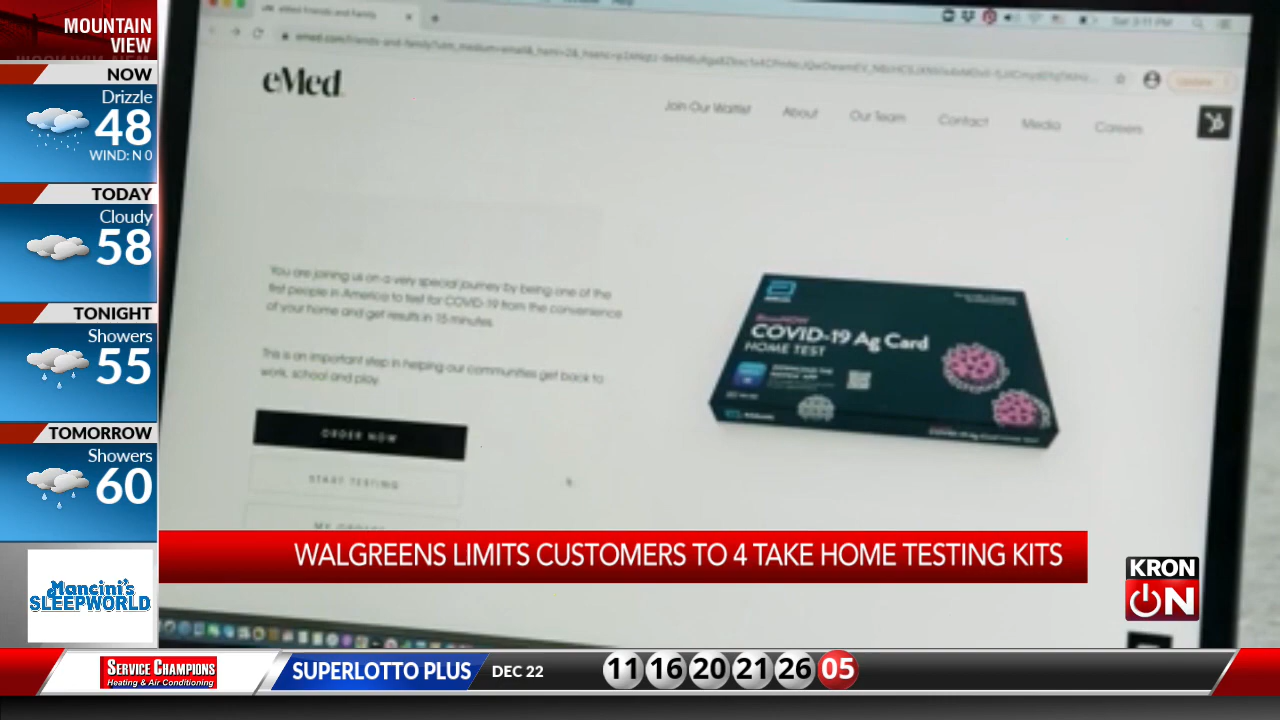 MOUNTAIN
VIEW
NOW
Drizzle
48
WIND: N 0
TODAY
Cloudy
58
TONIGHT
Showers
55
TOMORROW
Showers
60
Mancini's
SLEEPWORLD
eMed
Join Our Waitlist
About
Our Team
Contact
Media
Careers
You are joining us on a very special journey by being one of the
first people in America to test for COVID-19 from the convenience
of your home and get results in 15 minutes.
This is an important step in helping our communities get back to
work, school and play.
ORDER NOW
START TESTING
COVID-19 Ag Card
HOME TEST
WALGREENS LIMITS CUSTOMERS TO 4 TAKE HOME TESTING KITS
KRON
ON
SERVICE CHAMPIONS
Heating & Air Conditioning
SUPERLOTTO PLUS
DEC 22
11 16 20 21 26 05